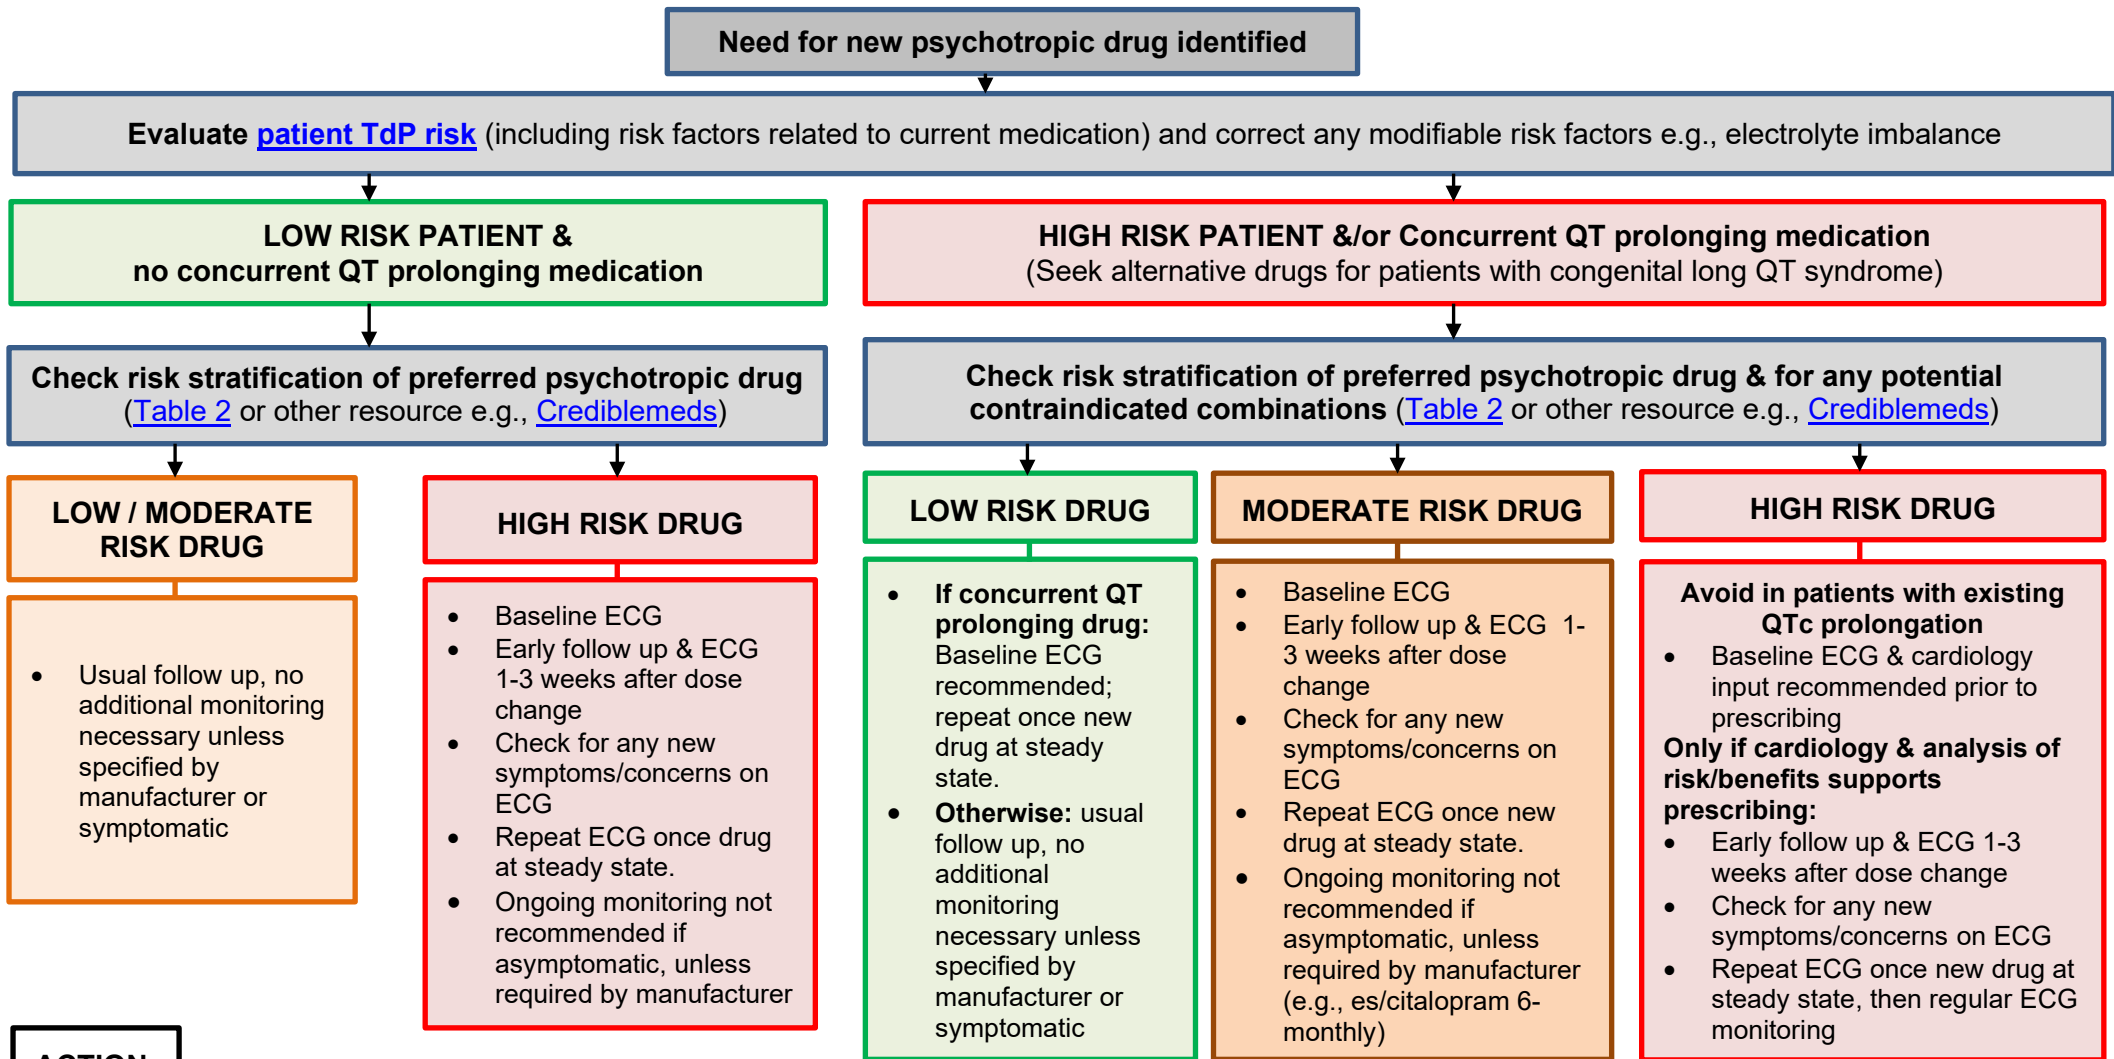 Need for new psychotropic drug identified
Evaluate patient TdP risk (including risk factors related to current medication) and correct any modifiable risk factors e.g., electrolyte imbalance
LOW RISK PATIENT &
no concurrent QT prolonging medication
HIGH RISK PATIENT &/or Concurrent QT prolonging medication
(Seek alternative drugs for patients with congenital long QT syndrome)
Check risk stratification of preferred psychotropic drug
(Table 2 or other resource e.g., Crediblemeds)
Check risk stratification of preferred psychotropic drug & for any potential
contraindicated combinations (Table 2 or other resource e.g., Crediblemeds)
LOW / MODERATE
RISK DRUG
• Usual follow up, no
additional monitoring
necessary unless
specified by
manufacturer or
symptomatic
HIGH RISK DRUG
• Baseline ECG
• Early follow up & ECG
1-3 weeks after dose
change
• Check for any new
symptoms/concerns on
ECG
• Repeat ECG once drug
at steady state.
• Ongoing monitoring not
recommended if
asymptomatic, unless
required by manufacturer
LOW RISK DRUG
• If concurrent QT
prolonging drug:
Baseline ECG
recommended;
repeat once new
drug at steady
state.
• Otherwise: usual
follow up, no
additional
monitoring
necessary unless
specified by
manufacturer or
symptomatic
MODERATE RISK DRUG
• Baseline ECG
• Early follow up & ECG 1-
3 weeks after dose
change
• Check for any new
symptoms/concerns on
ECG
• Repeat ECG once new
drug at steady state.
• Ongoing monitoring not
recommended if
asymptomatic, unless
required by manufacturer
(e.g., es/citalopram 6-
monthly)
HIGH RISK DRUG
Avoid in patients with existing
QTc prolongation
• Baseline ECG & cardiology
input recommended prior to
prescribing
Only if cardiology & analysis of
risk/benefits supports
prescribing:
• Early follow up & ECG 1-3
weeks after dose change
• Check for any new
symptoms/concerns on ECG
• Repeat ECG once new drug at
steady state, then regular ECG
monitoring
ACTION